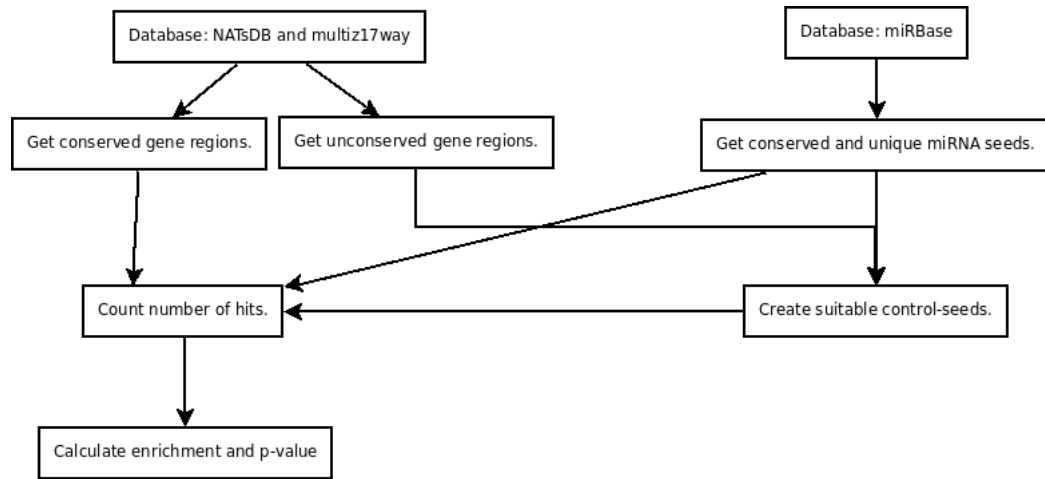 Database: NATsDB and multiz17way
Database: miRBase
Get conserved gene regions.
Get unconserved gene regions.
Get conserved and unique miRNA seeds.
Count number of hits.
Create suitable control-seeds.
Calculate enrichment and p-value